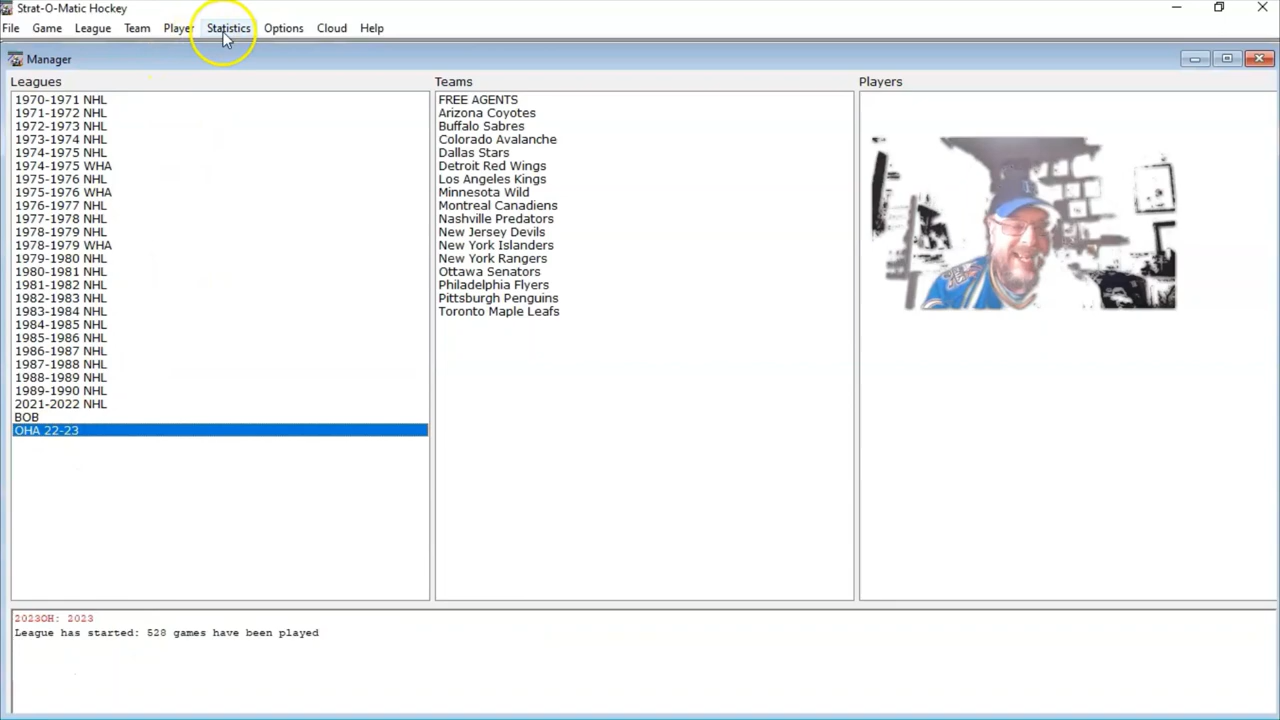 Strat-O-Matic Hockey
File Game League Team Player Statistics Options Cloud Help
Manager
Leagues
1970-1971 NHL
1971-1972 NHL
1972-1973 NHL
1973-1974 NHL
1974-1975 NHL
1974-1975 WHA
1975-1976 NHL
1975-1976 WHA
1976-1977 NHL
1977-1978 NHL
1978-1979 NHL
1978-1979 WHA
1979-1980 NHL
1980-1981 NHL
1981-1982 NHL
1982-1983 NHL
1983-1984 NHL
1984-1985 NHL
1985-1986 NHL
1986-1987 NHL
1987-1988 NHL
1988-1989 NHL
1989-1990 NHL
2021-2022 NHL
BOB
OHA 22-23
Teams
FREE AGENTS
Arizona Coyotes
Buffalo Sabres
Colorado Avalanche
Dallas Stars
Detroit Red Wings
Los Angeles Kings
Minnesota Wild
Montreal Canadiens
Nashville Predators
New Jersey Devils
New York Islanders
New York Rangers
Ottawa Senators
Philadelphia Flyers
Pittsburgh Penguins
Toronto Maple Leafs
Players
2023OH: 2023
League has started: 528 games have been played